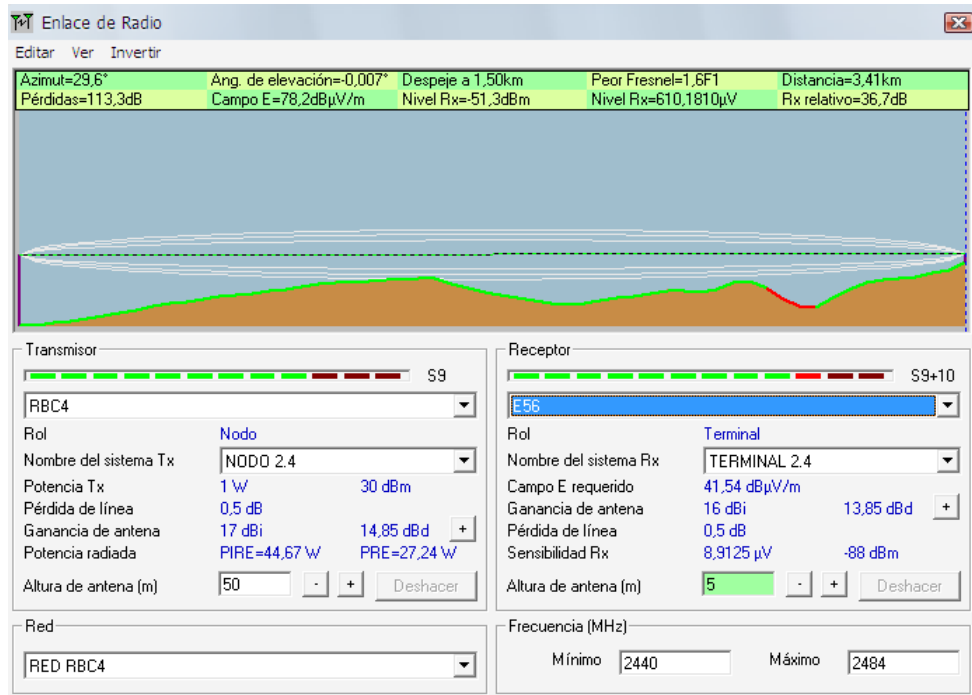 Enlace de Radio
Editar Ver Invertir
Azimut=29,6° Ang. de elevación=-0,007° Despeje a 1,50km Peor Fresnel=1,6F1 Distancia=3,41km
Pérdidas=113,3dB Campo E=78,2dBµV/m Nivel Rx=-51,3dBm Nivel Rx=610,1810µV Rx relativo=36,7dB
Transmisor
S9
RBC4
Rol Nodo
Nombre del sistema Tx NODO 2.4
Potencia Tx 1 W 30 dBm
Pérdida de línea 0,5 dB
Ganancia de antena 17 dBi 14,85 dBd +
Potencia radiada PIRE=44,67 W PRE=27,24 W
Altura de antena (m) 50 - + Deshacer
Receptor
S9+10
E56
Rol Terminal
Nombre del sistema Rx TERMINAL 2.4
Campo E requerido 41,54 dBµV/m
Ganancia de antena 16 dBi 13,85 dBd +
Pérdida de línea 0,5 dB
Sensibilidad Rx 8,9125 µV -88 dBm
Altura de antena (m) 5 - + Deshacer
Red
RED RBC4
Frecuencia (MHz)
Mínimo 2440 Máximo 2484